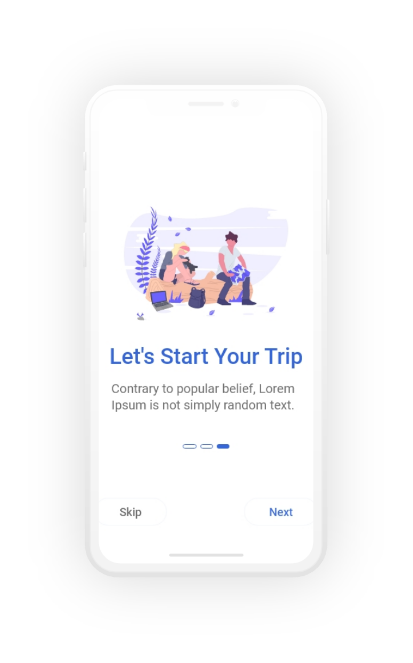 Let's Start Your Trip
Contrary to popular belief, Lorem
Ipsum is not simply random text.
Skip
Next